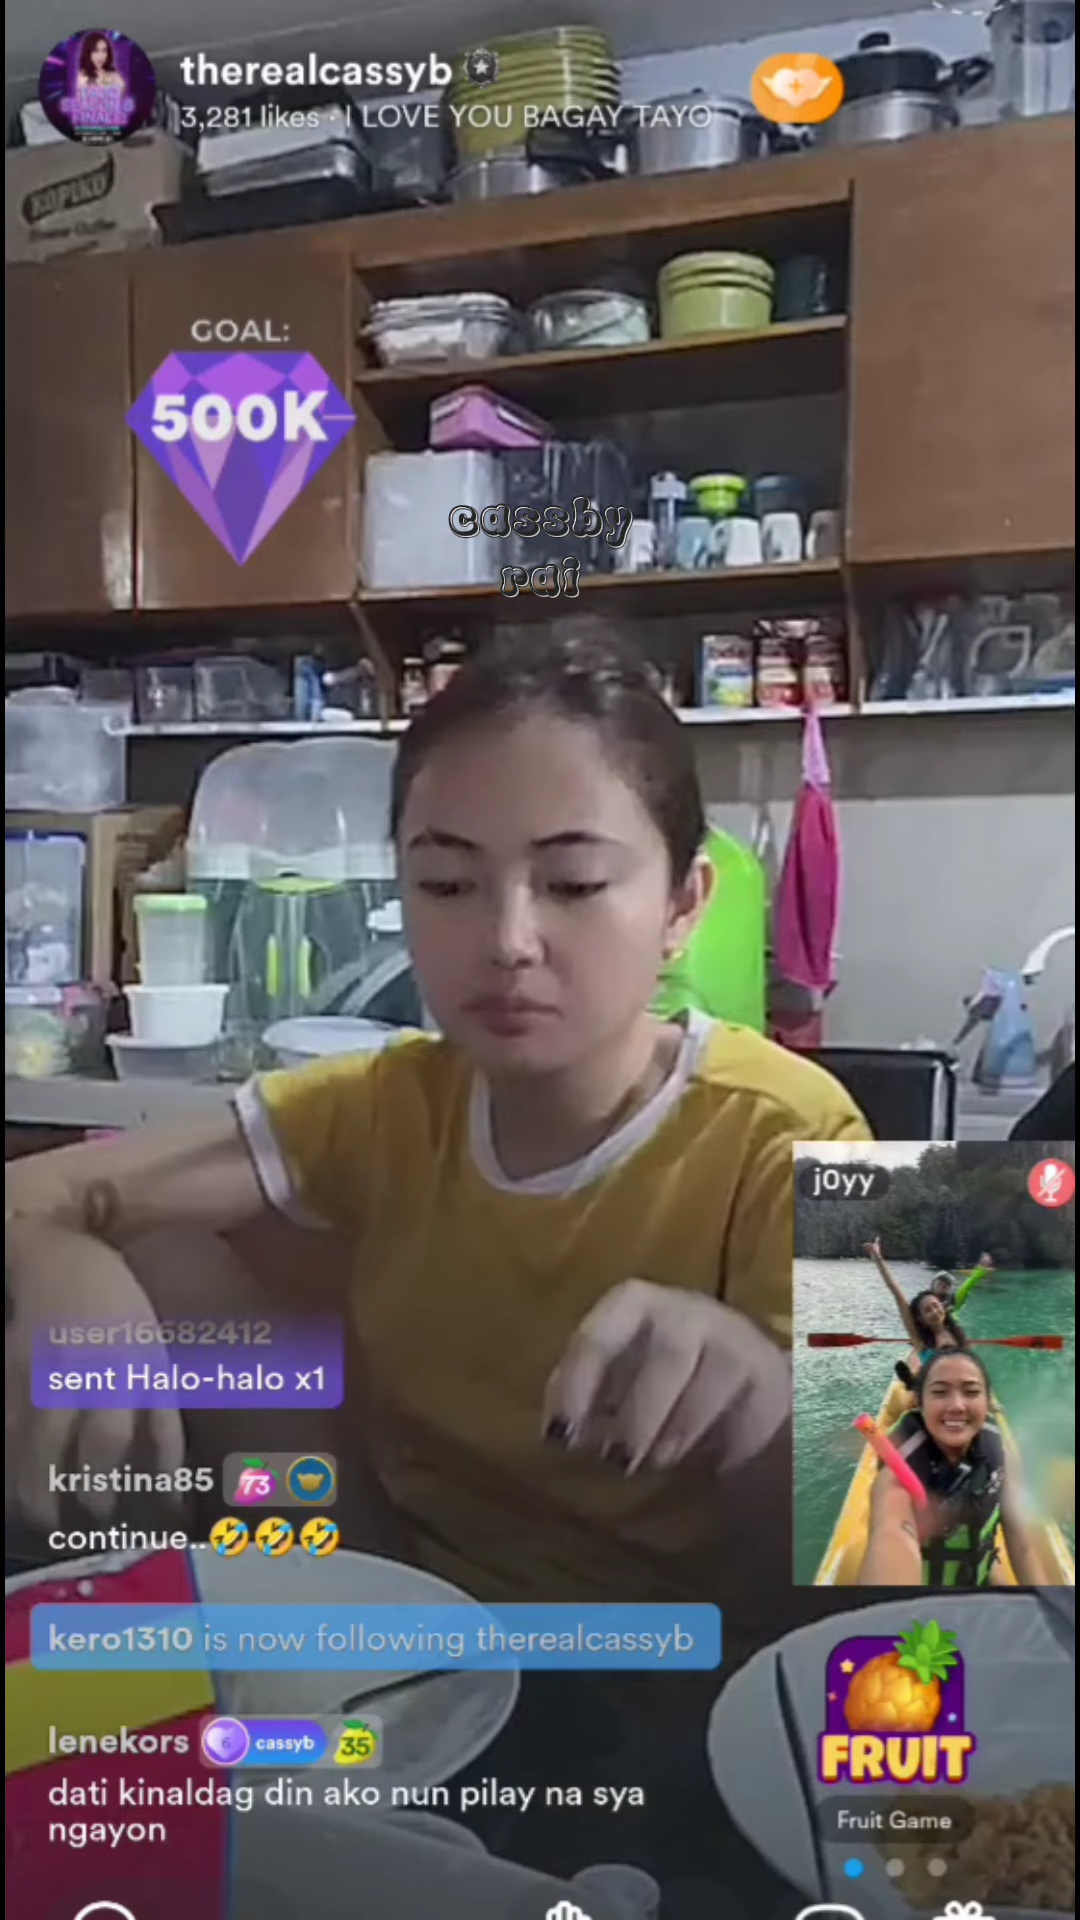 therealcassyb
3,281 likes · I LOVE YOU BAGAY TAYO
KOPIKO
GOAL:
500K
cassby
rai
j0yy
user16682412
sent Halo-halo x1
kristina85 73
continue..🤣🤣🤣
kero1310 is now following therealcassyb
lenekors 6 cassyb 35
dati kinaldag din ako nun pilay na sya
ngayon
FRUIT
Fruit Game